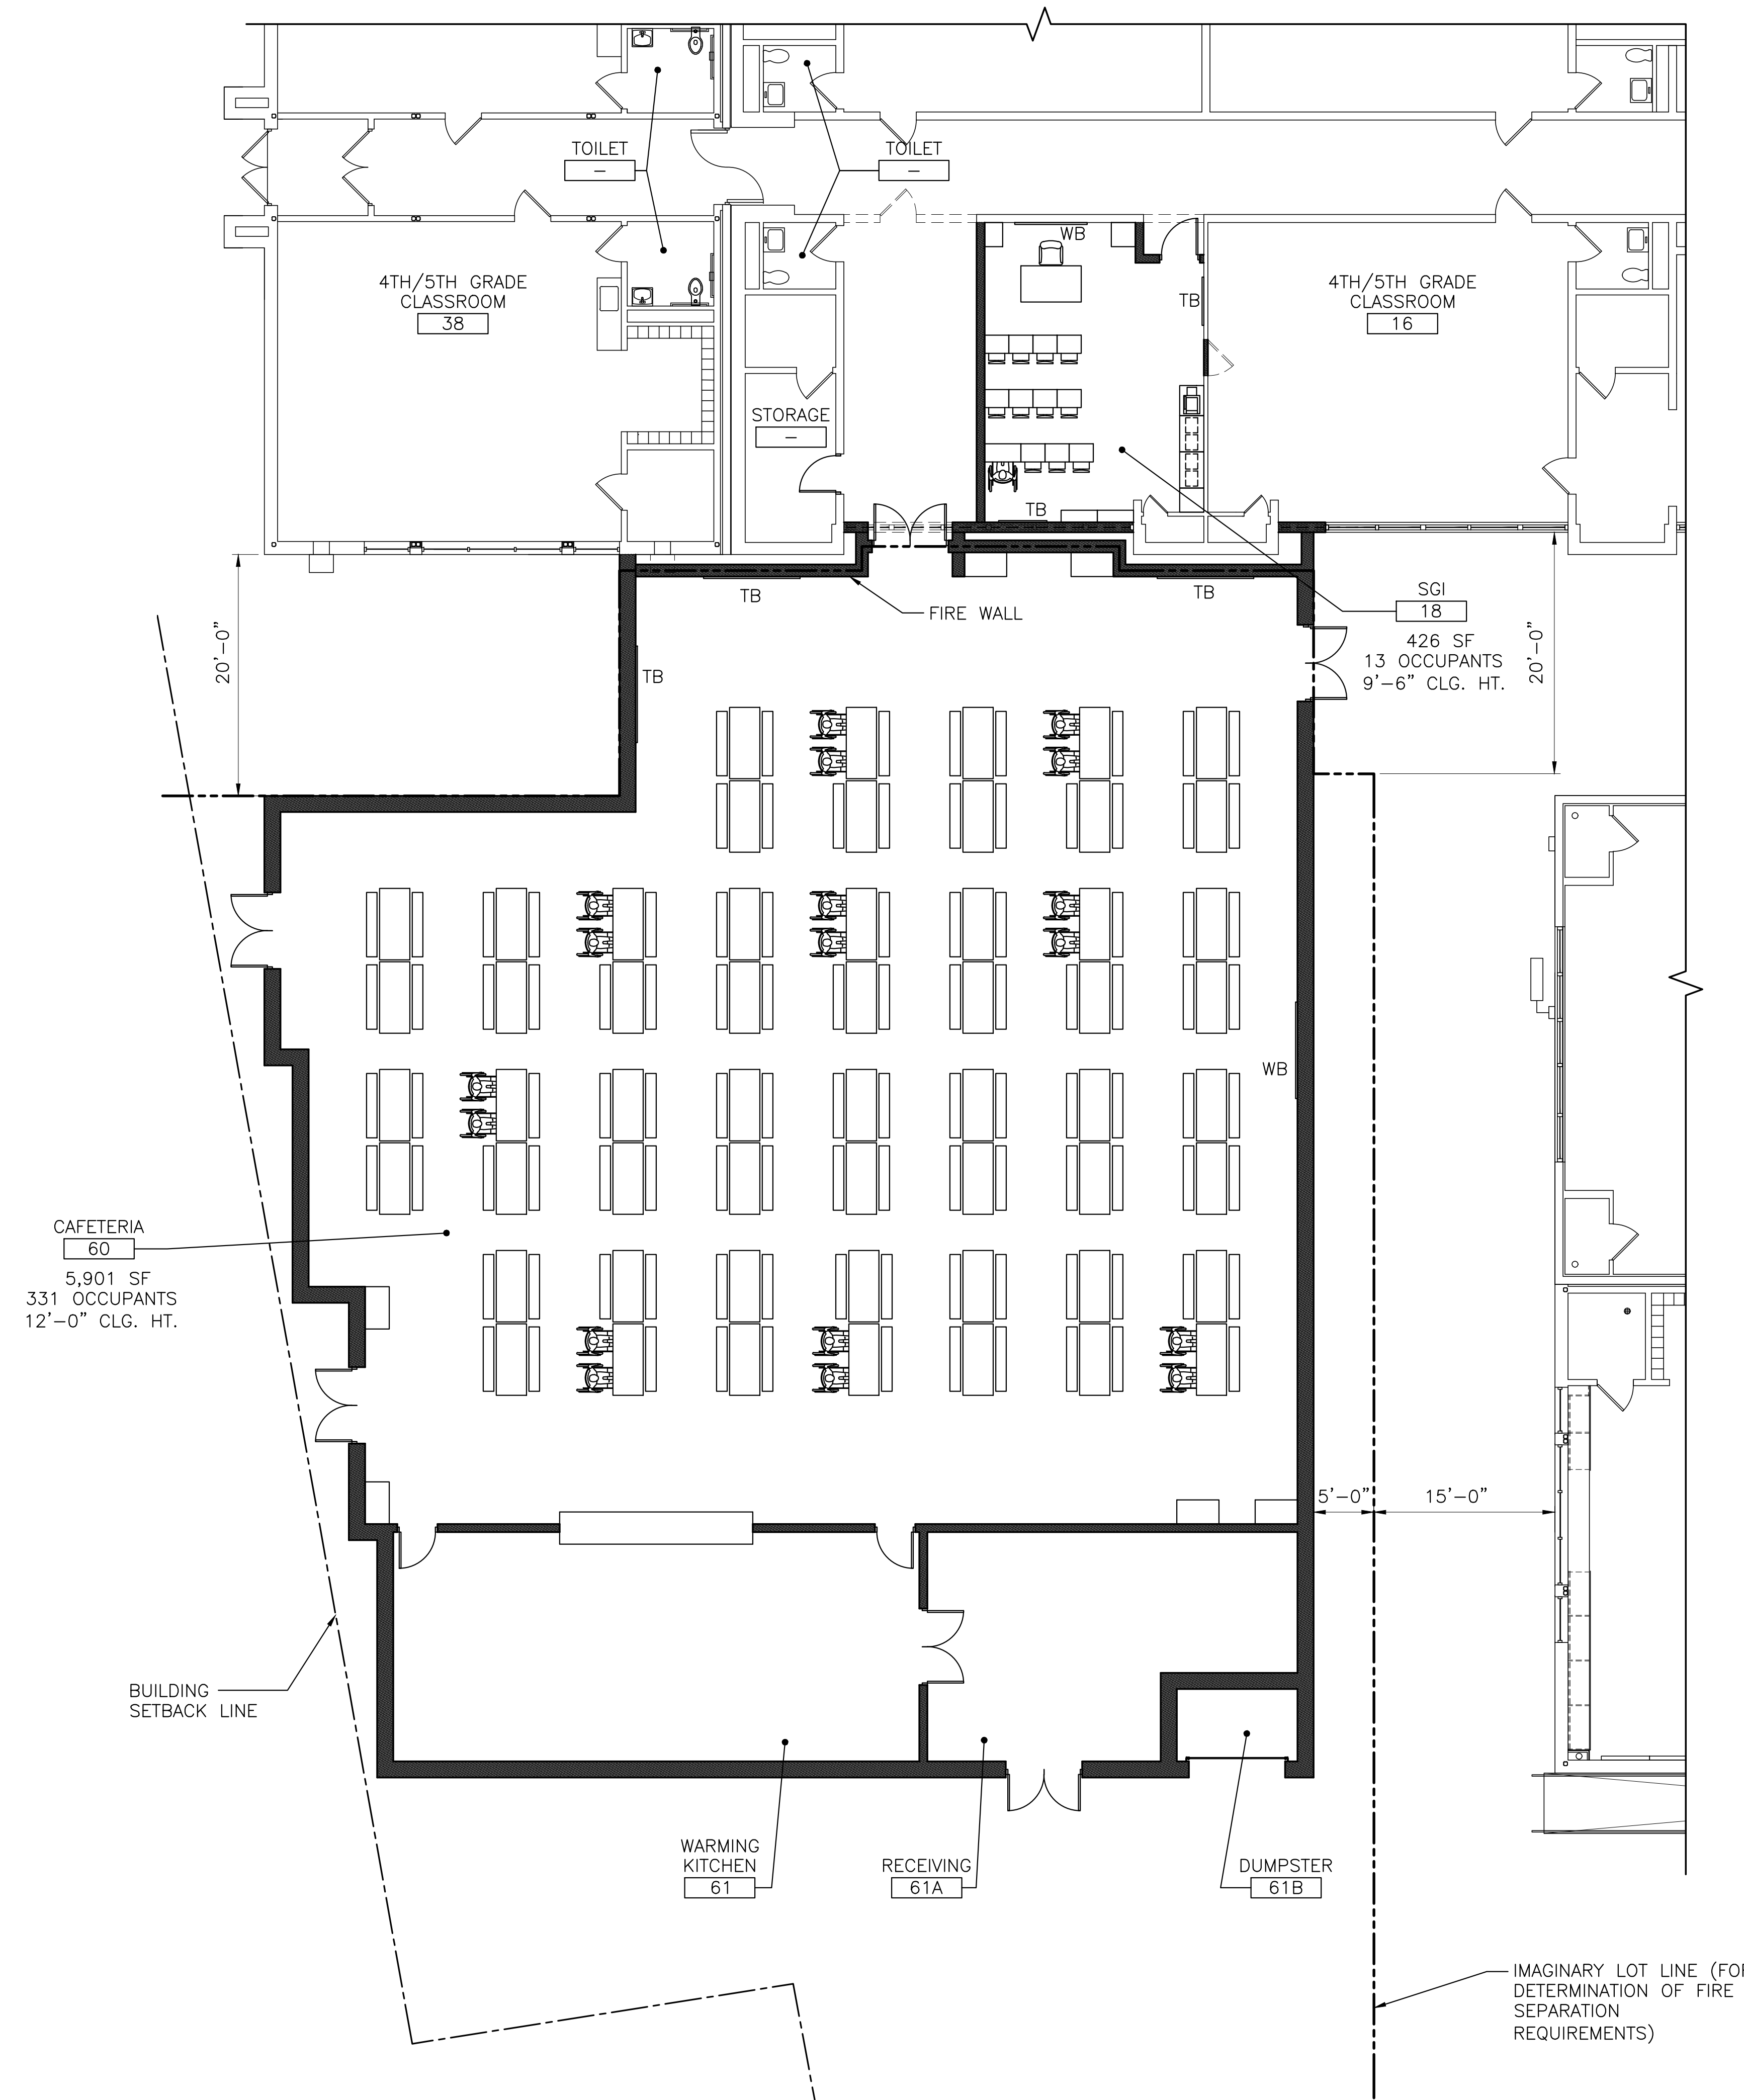 TOILET
–
TOILET
–
WB
4TH/5TH GRADE
CLASSROOM
38
TB
4TH/5TH GRADE
CLASSROOM
16
STORAGE
–
TB
TB
TB
SGI
18
426 SF
13 OCCUPANTS
9'–6" CLG. HT.
FIRE WALL
20'–0"
20'–0"
TB
WB
CAFETERIA
60
5,901 SF
331 OCCUPANTS
12'–0" CLG. HT.
5'–0"
15'–0"
BUILDING
SETBACK LINE
WARMING
KITCHEN
61
RECEIVING
61A
DUMPSTER
61B
IMAGINARY LOT LINE (FOR
DETERMINATION OF FIRE
SEPARATION
REQUIREMENTS)